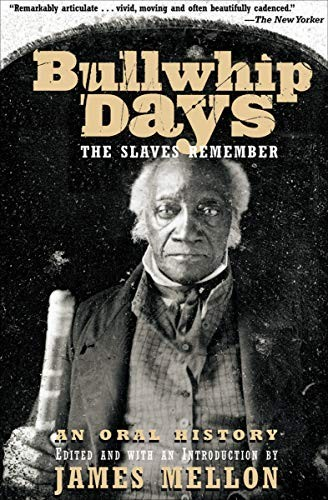 "Remarkably articulate . . . vivid, moving and often beautifully cadenced."
—The New Yorker
Bullwhip
Days
THE SLAVES REMEMBER
AN ORAL HISTORY
Edited and with an Introduction by
JAMES MELLON